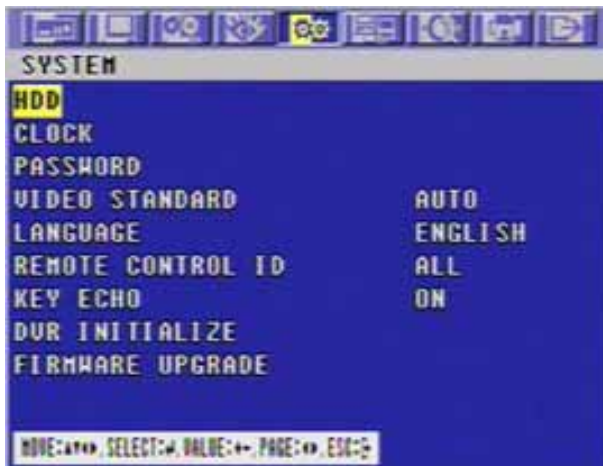 SYSTEM
HDD
CLOCK
PASSWORD
VIDEO STANDARD AUTO
LANGUAGE ENGLISH
REMOTE CONTROL ID ALL
KEY ECHO ON
DVR INITIALIZE
FIRMWARE UPGRADE
MOVE:▲▼◀▶, SELECT:↵, VALUE:+-, PAGE:◀▶, ESC: